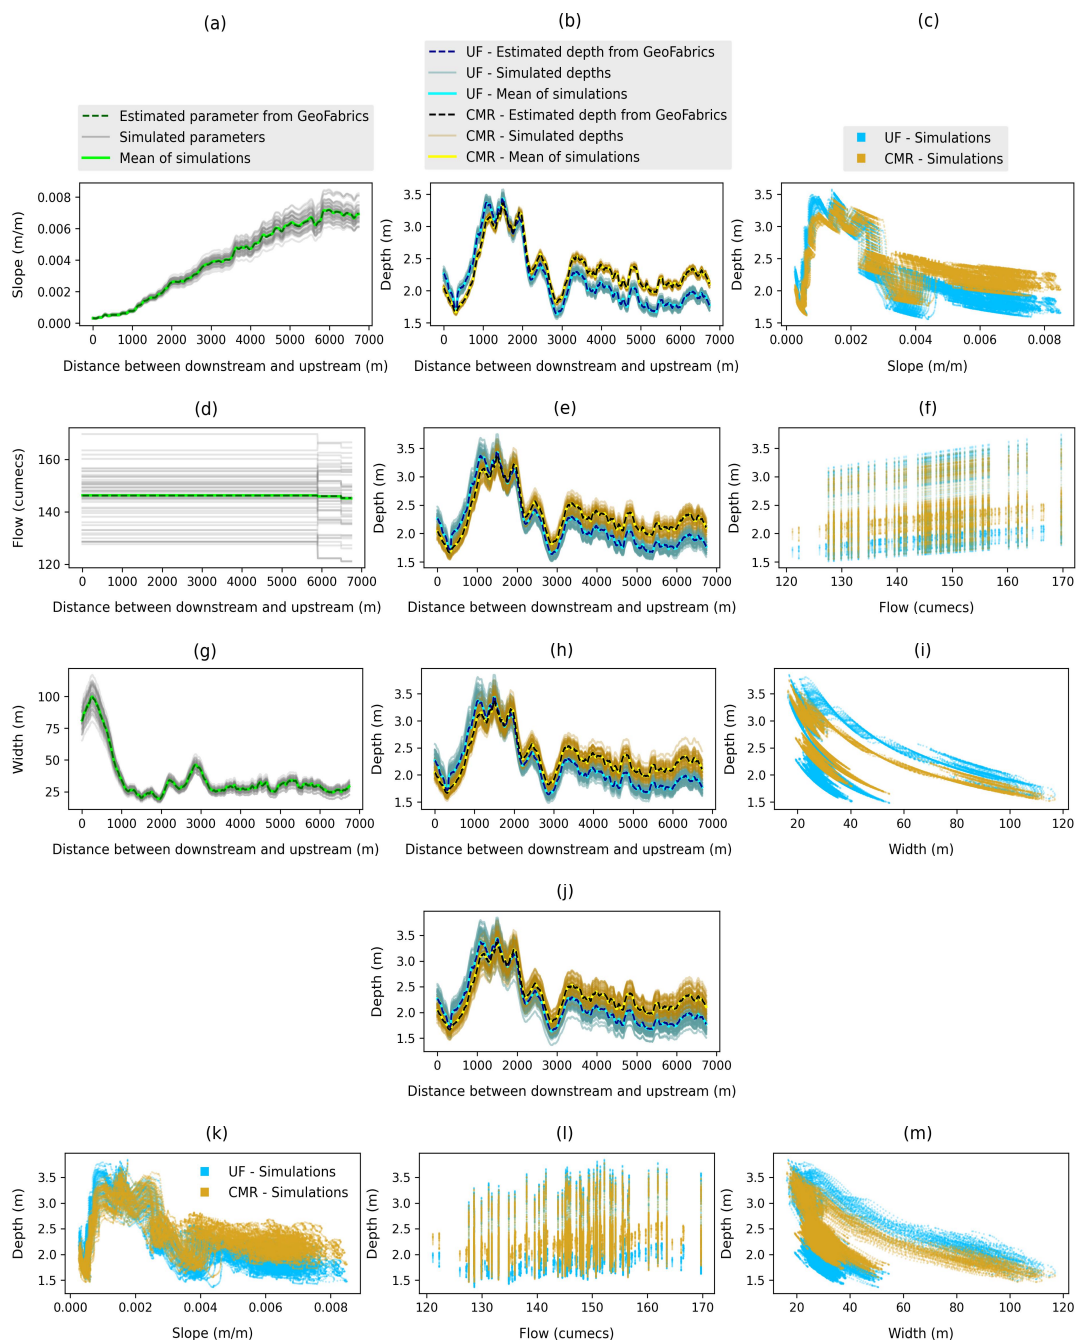 (a)
(b)
(c)
UF - Estimated depth from GeoFabrics
UF - Simulated depths
UF - Mean of simulations
CMR - Estimated depth from GeoFabrics
CMR - Simulated depths
CMR - Mean of simulations
Estimated parameter from GeoFabrics
Simulated parameters
Mean of simulations
UF - Simulations
CMR - Simulations
Slope (m/m)
0.008
0.006
0.004
0.002
0.000
0 1000 2000 3000 4000 5000 6000 7000
Distance between downstream and upstream (m)
Depth (m)
3.5
3.0
2.5
2.0
1.5
0 1000 2000 3000 4000 5000 6000 7000
Distance between downstream and upstream (m)
Depth (m)
3.5
3.0
2.5
2.0
1.5
0.000 0.002 0.004 0.006 0.008
Slope (m/m)
(d)
(e)
(f)
Flow (cumecs)
160
140
120
0 1000 2000 3000 4000 5000 6000 7000
Distance between downstream and upstream (m)
Depth (m)
3.5
3.0
2.5
2.0
1.5
0 1000 2000 3000 4000 5000 6000 7000
Distance between downstream and upstream (m)
Depth (m)
3.5
3.0
2.5
2.0
1.5
120 130 140 150 160 170
Flow (cumecs)
(g)
(h)
(i)
Width (m)
100
75
50
25
0 1000 2000 3000 4000 5000 6000 7000
Distance between downstream and upstream (m)
Depth (m)
3.5
3.0
2.5
2.0
1.5
0 1000 2000 3000 4000 5000 6000 7000
Distance between downstream and upstream (m)
Depth (m)
3.5
3.0
2.5
2.0
1.5
20 40 60 80 100 120
Width (m)
(j)
Depth (m)
3.5
3.0
2.5
2.0
1.5
0 1000 2000 3000 4000 5000 6000 7000
Distance between downstream and upstream (m)
(k)
(l)
(m)
UF - Simulations
CMR - Simulations
Depth (m)
3.5
3.0
2.5
2.0
1.5
0.000 0.002 0.004 0.006 0.008
Slope (m/m)
Depth (m)
3.5
3.0
2.5
2.0
1.5
120 130 140 150 160 170
Flow (cumecs)
Depth (m)
3.5
3.0
2.5
2.0
1.5
20 40 60 80 100 120
Width (m)